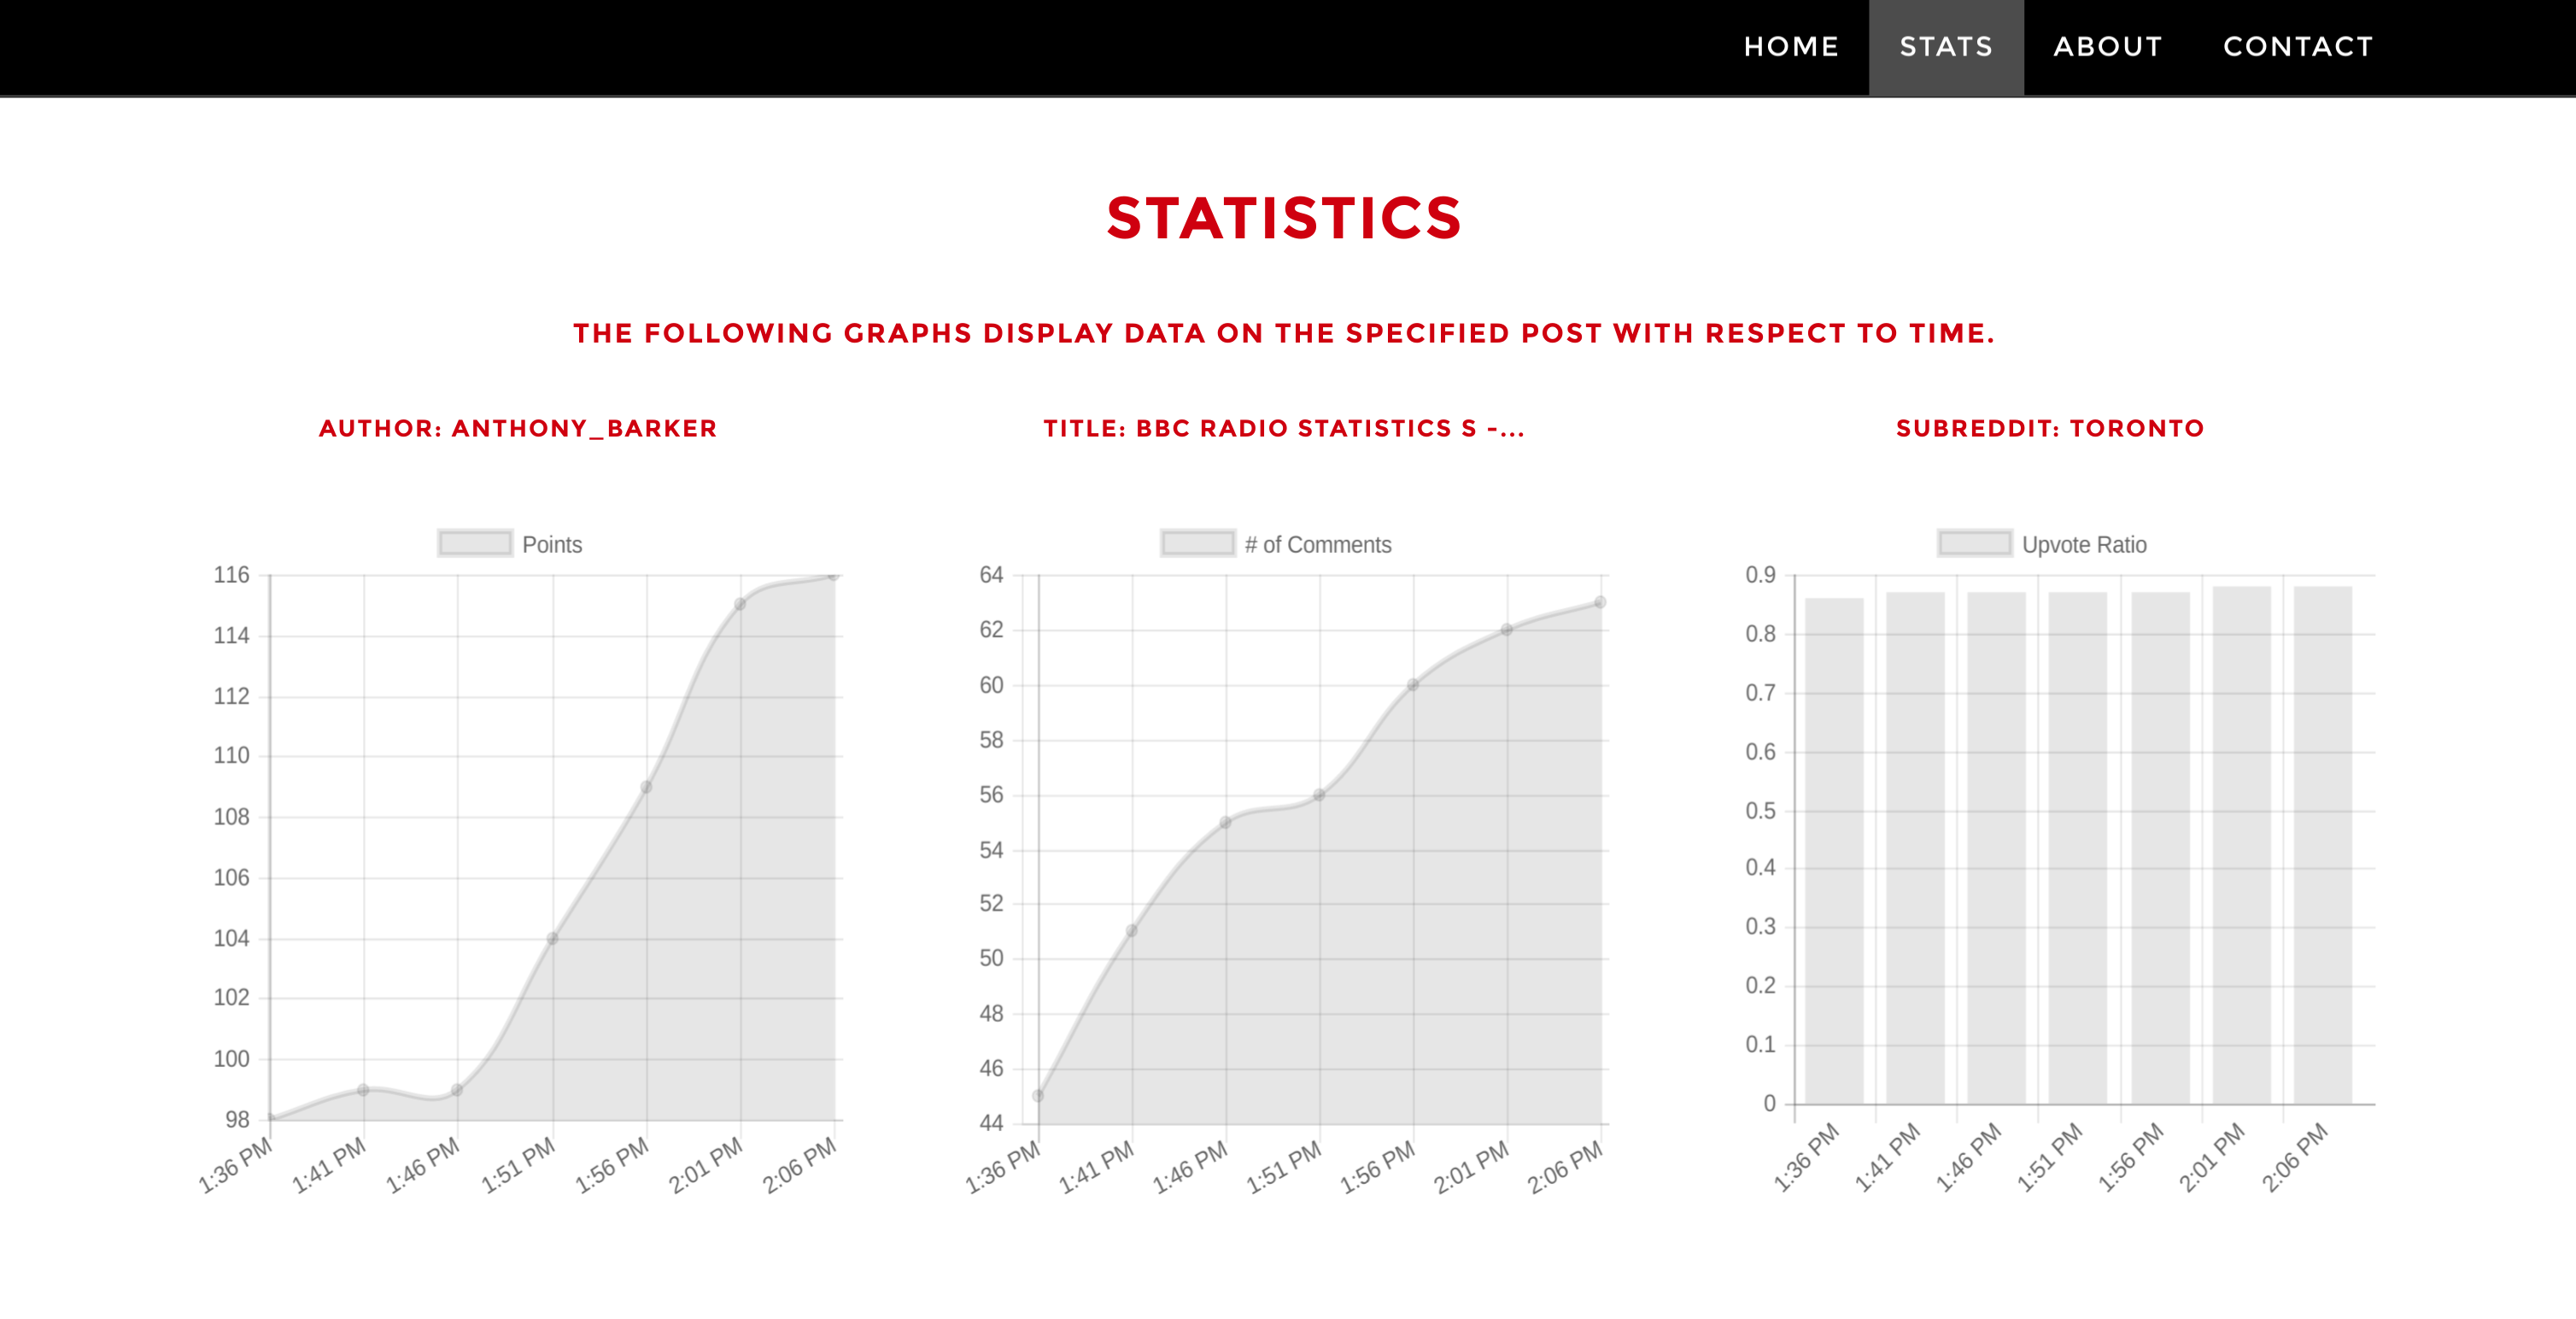 HOME STATS ABOUT CONTACT
STATISTICS
THE FOLLOWING GRAPHS DISPLAY DATA ON THE SPECIFIED POST WITH RESPECT TO TIME.
AUTHOR: ANTHONY_BARKER
TITLE: BBC RADIO STATISTICS S -...
SUBREDDIT: TORONTO
Points
116
114
112
110
108
106
104
102
100
98
1:36 PM 1:41 PM 1:46 PM 1:51 PM 1:56 PM 2:01 PM 2:06 PM
# of Comments
64
62
60
58
56
54
52
50
48
46
44
1:36 PM 1:41 PM 1:46 PM 1:51 PM 1:56 PM 2:01 PM 2:06 PM
Upvote Ratio
0.9
0.8
0.7
0.6
0.5
0.4
0.3
0.2
0.1
0
1:36 PM 1:41 PM 1:46 PM 1:51 PM 1:56 PM 2:01 PM 2:06 PM